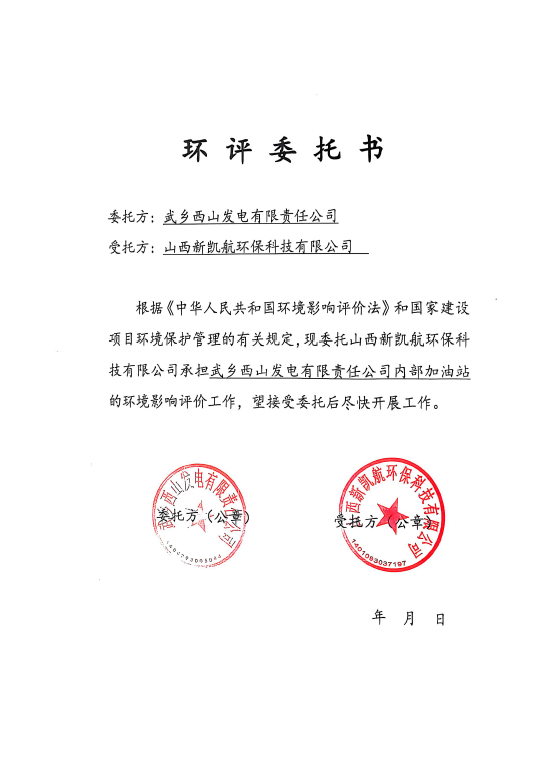 环评委托书
委托方：武乡西山发电有限责任公司
受托方：山西新凯航环保科技有限公司
根据《中华人民共和国环境影响评价法》和国家建设
项目环境保护管理的有关规定，现委托山西新凯航环保科
技有限公司承担武乡西山发电有限责任公司内部加油站
的环境影响评价工作，望接受委托后尽快开展工作。
武乡西山发电有限责任公司
委托方（公章）
山西新凯航环保科技有限公司
受托方（公章）
1401093037197
年 月 日